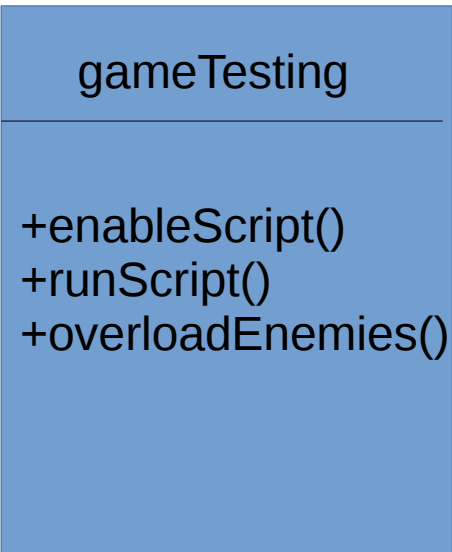 gameTesting
+enableScript()
+runScript()
+overloadEnemies()